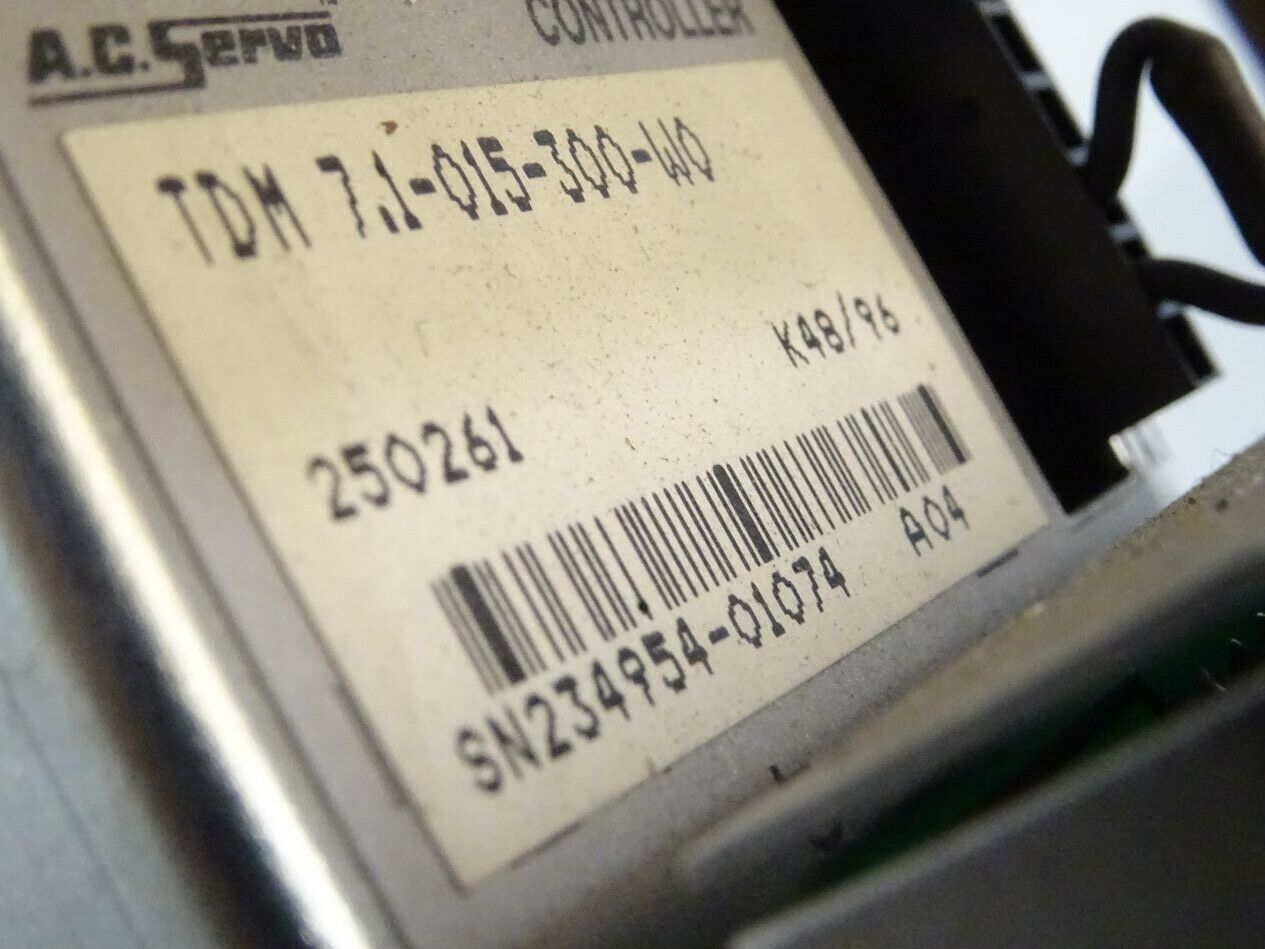 A.C.Servo CONTROLLER
TDM 7.1-015-300-W0
K48/96
250261
SN234954-01074 A04